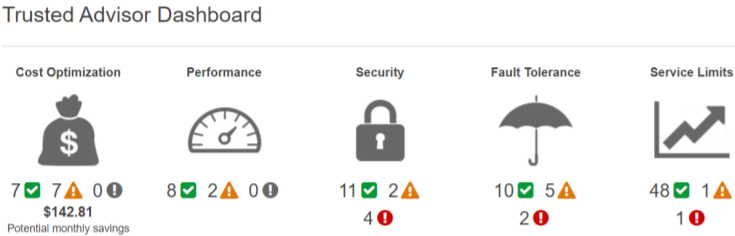 Trusted Advisor Dashboard
Cost Optimization
Performance
Security
Fault Tolerance
Service Limits
$
7 7 0
8 2 0
11 2
10 5
48 1
$142.81
4
2
1
Potential monthly savings